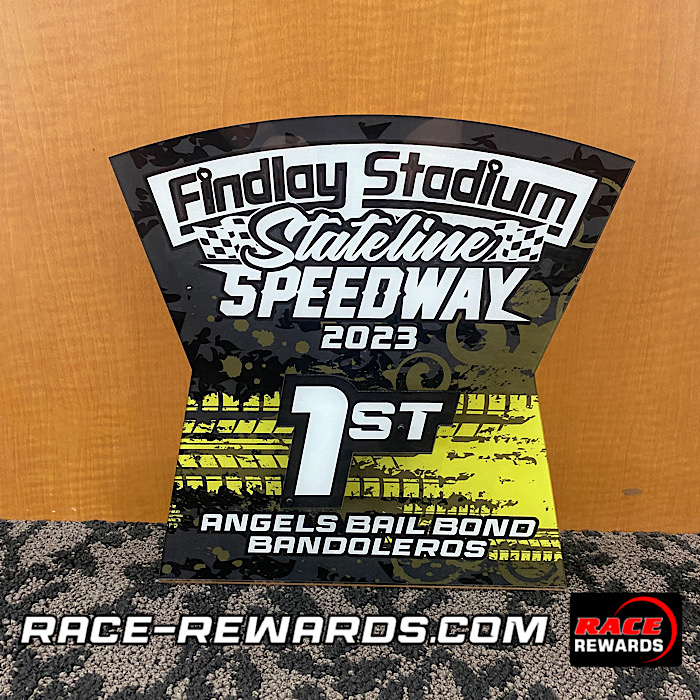 Findlay Stadium
Stateline
SPEEDWAY
2023
1ST
ANGELS BAIL BOND
BANDOLEROS
RACE-REWARDS.COM
RACE
REWARDS